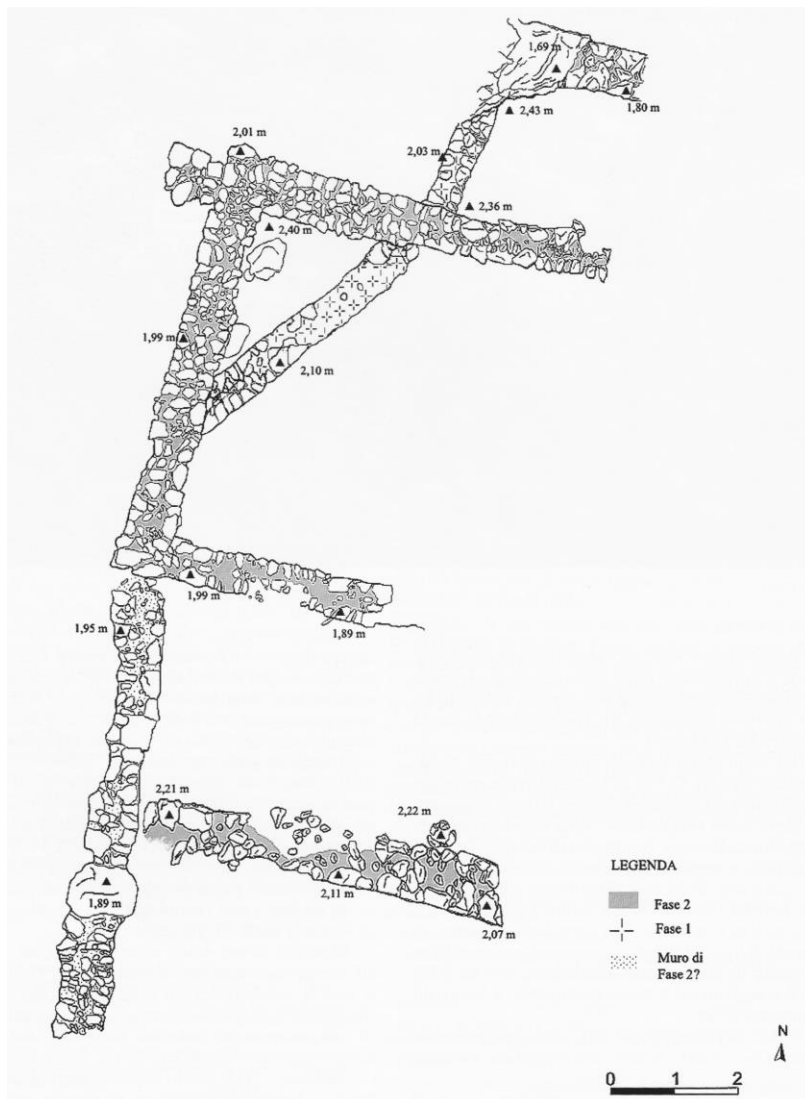 1,69 m
2,43 m
1,80 m
2,01 m
2,03 m
2,36 m
2,40 m
1,99 m
2,10 m
1,99 m
1,89 m
1,95 m
2,21 m
2,22 m
2,11 m
1,89 m
2,07 m
LEGENDA
Fase 2
Fase 1
Muro di
Fase 2?
N
0 1 2